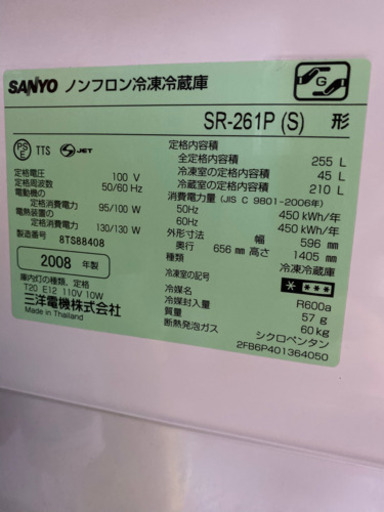 SANYO ノンフロン冷凍冷蔵庫
SR-261P (S) 形
G
PS E TTS S JET
定格電圧 100 V
定格周波数 50/60 Hz
電動機の
定格消費電力 95/100 W
電熱装置の
定格消費電力 130/130 W
製造番号 8TS88408
2008 年製
庫内灯の種類、定格
T20 E12 110V 10W
三洋電機株式会社
Made in Thailand
定格内容積
全定格内容積 255 L
冷凍室の定格内容積 45 L
冷蔵室の定格内容積 210 L
消費電力量 (JIS C 9801-2006年)
50Hz 450 kWh/年
60Hz 450 kWh/年
外形寸法 幅 596 mm
奥行 656 mm 高さ 1405 mm
種類 冷凍冷蔵庫
冷凍室の記号
冷媒名 R600a
冷媒封入量 57 g
質量 60 kg
断熱発泡ガス シクロペンタン
2FB6P401364050